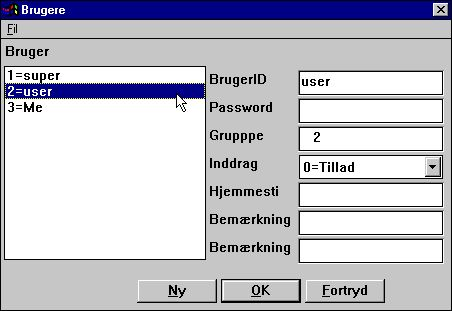 Brugere
Fil
Bruger
1=super
2=user
3=Me
BrugerID user
Password
Grupppe 2
Inddrag 0=Tillad
Hjemmesti
Bemærkning
Bemærkning
Ny OK Fortryd